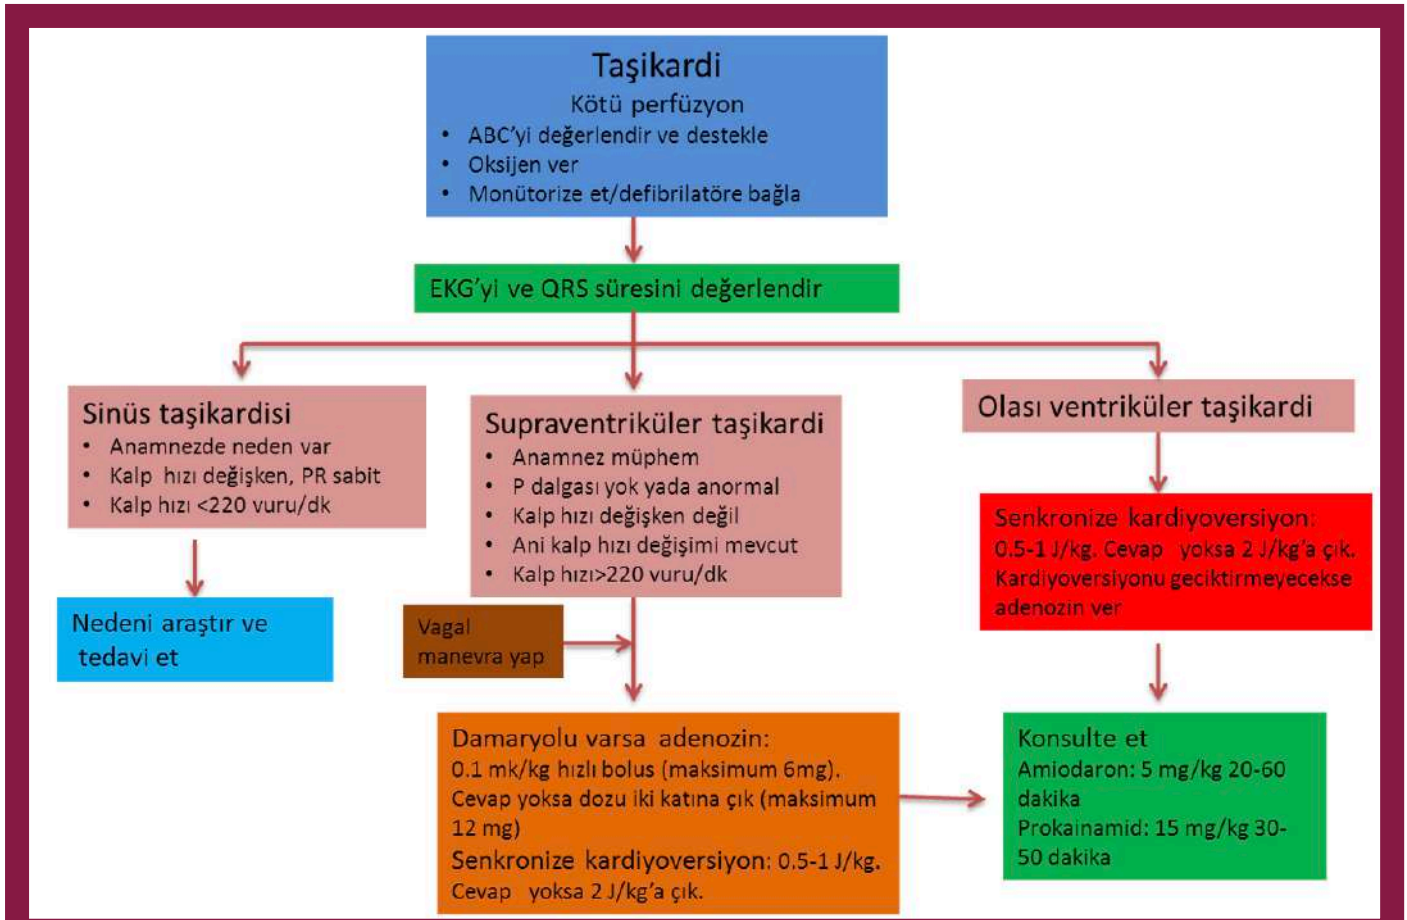 Taşikardi
Kötü perfüzyon
• ABC'yi değerlendir ve destekle
• Oksijen ver
• Monütorize et/defibrilatöre bağla
EKG'yi ve QRS süresini değerlendir
Sinüs taşikardisi
• Anamnezde neden var
• Kalp hızı değişken, PR sabit
• Kalp hızı <220 vuru/dk
Nedeni araştır ve
tedavi et
Supraventriküler taşikardi
• Anamnez müphem
• P dalgası yok yada anormal
• Kalp hızı değişken değil
• Ani kalp hızı değişimi mevcut
• Kalp hızı>220 vuru/dk
Vagal
manevra yap
Damaryolu varsa adenozin:
0.1 mk/kg hızlı bolus (maksimum 6mg).
Cevap yoksa dozu iki katına çık (maksimum
12 mg)
Senkronize kardiyoversiyon: 0.5-1 J/kg.
Cevap yoksa 2 J/kg'a çık.
Olası ventriküler taşikardi
Senkronize kardiyoversiyon:
0.5-1 J/kg. Cevap yoksa 2 J/kg'a çık.
Kardiyoversiyonu geciktirmeyecekse
adenozin ver
Konsulte et
Amiodaron: 5 mg/kg 20-60
dakika
Prokainamid: 15 mg/kg 30-
50 dakika